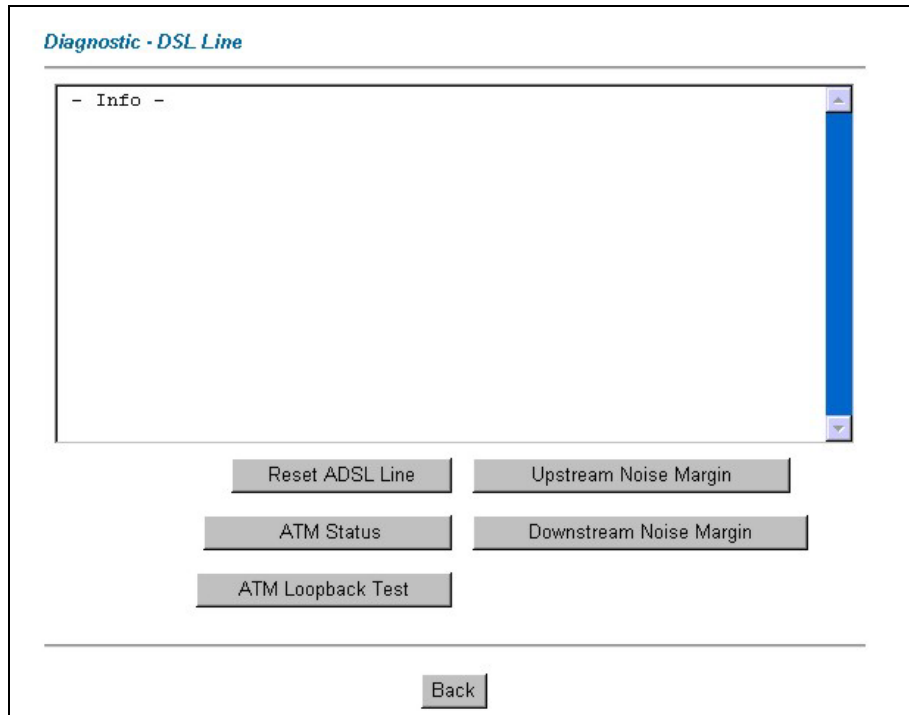 Diagnostic - DSL Line
- Info -
Reset ADSL Line
Upstream Noise Margin
ATM Status
Downstream Noise Margin
ATM Loopback Test
Back